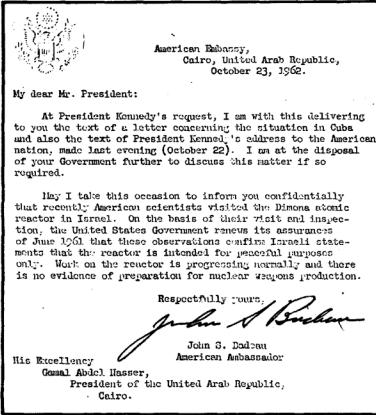 American Embassy,
Cairo, United Arab Republic,
October 23, 1962.
My dear Mr. President:
At President Kennedy's request, I am with this delivering
to you the text of a letter concerning the situation in Cuba
and also the text of President Kennedy's address to the American
nation, made last evening (October 22). I am at the disposal
of your Government further to discuss this matter if so
required.
May I take this occasion to inform you confidentially
that recently American scientists visited the Dimona atomic
reactor in Israel. On the basis of their visit and inspec-
tion, the United States Government renews its assurances
of June 1961 that these observations confirm Israeli state-
ments that the reactor is intended for peaceful purposes
only. Work on the reactor is progressing normally and there
is no evidence of preparation for nuclear weapons production.
Respectfully yours,
John S. Badeau
American Ambassador
His Excellency
Gamal Abdel Nasser,
President of the United Arab Republic,
Cairo.